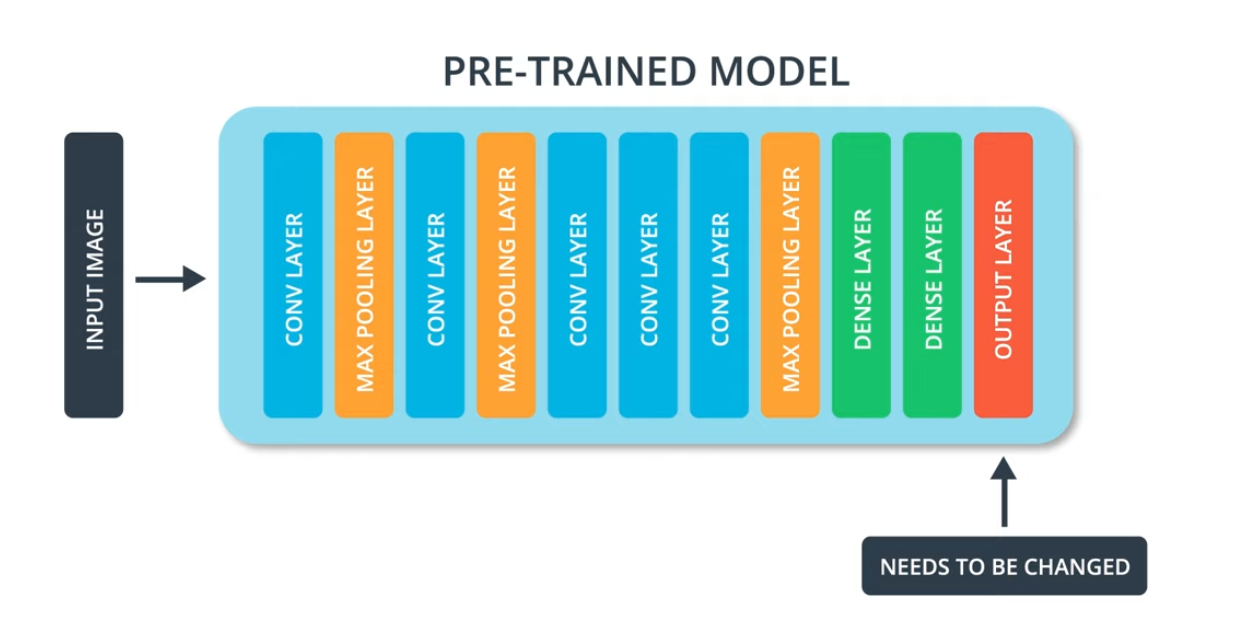 PRE-TRAINED MODEL
INPUT IMAGE
CONV LAYER
MAX POOLING LAYER
CONV LAYER
MAX POOLING LAYER
CONV LAYER
CONV LAYER
CONV LAYER
MAX POOLING LAYER
DENSE LAYER
DENSE LAYER
OUTPUT LAYER
NEEDS TO BE CHANGED